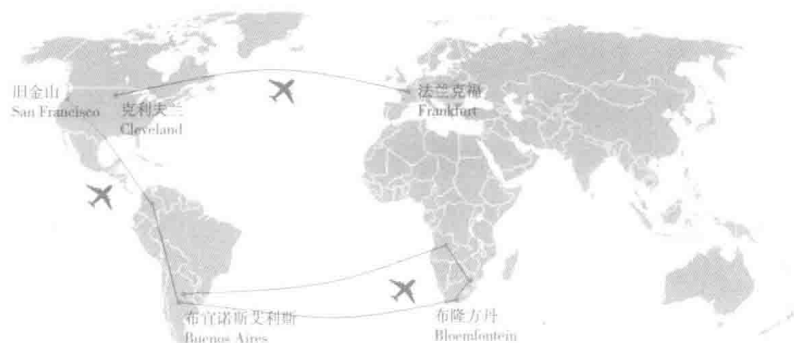 旧金山
San Francisco
克利夫兰
Cleveland
法兰克福
Frankfurt
布宜诺斯艾利斯
Buenos Aires
布隆方丹
Bloemfontein